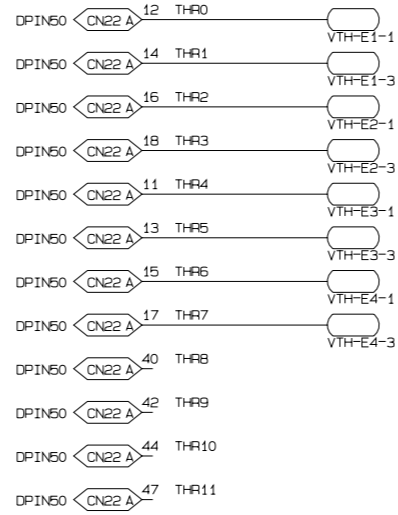 DPIN50 CN22 A 12 THR0
VTH-E1-1
DPIN50 CN22 A 14 THR1
VTH-E1-3
DPIN50 CN22 A 16 THR2
VTH-E2-1
DPIN50 CN22 A 18 THR3
VTH-E2-3
DPIN50 CN22 A 11 THR4
VTH-E3-1
DPIN50 CN22 A 13 THR5
VTH-E3-3
DPIN50 CN22 A 15 THR6
VTH-E4-1
DPIN50 CN22 A 17 THR7
VTH-E4-3
DPIN50 CN22 A 40 THR8
DPIN50 CN22 A 42 THR9
DPIN50 CN22 A 44 THR10
DPIN50 CN22 A 47 THR11